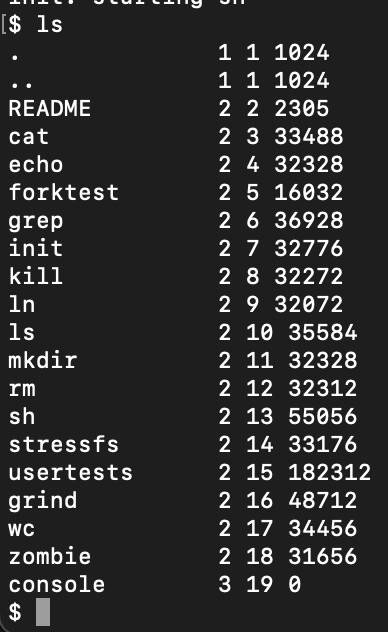 init: starting sh
$ ls
. 1 1 1024
.. 1 1 1024
README 2 2 2305
cat 2 3 33488
echo 2 4 32328
forktest 2 5 16032
grep 2 6 36928
init 2 7 32776
kill 2 8 32272
ln 2 9 32072
ls 2 10 35584
mkdir 2 11 32328
rm 2 12 32312
sh 2 13 55056
stressfs 2 14 33176
usertests 2 15 182312
grind 2 16 48712
wc 2 17 34456
zombie 2 18 31656
console 3 19 0
$